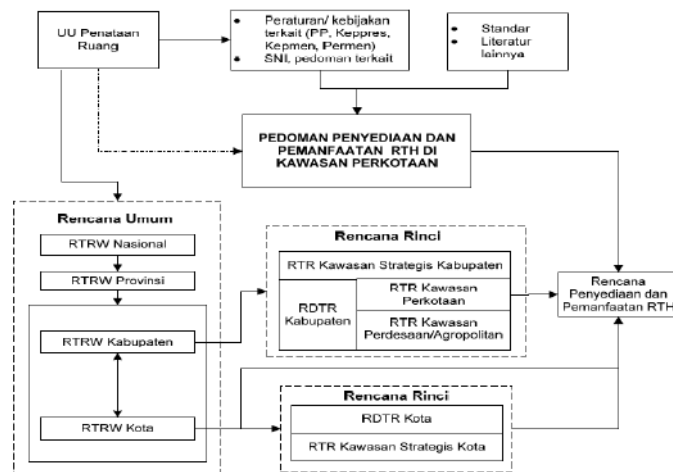 UU Penataan
Ruang
• Peraturan/ kebijakan
terkait (PP, Keppres,
Kepmen, Permen)
• SNI, pedoman terkait
• Standar
• Literatur
lainnya
PEDOMAN PENYEDIAAN DAN
PEMANFAATAN RTH DI
KAWASAN PERKOTAAN
Rencana Umum
RTRW Nasional
RTRW Provinsi
RTRW Kabupaten
RTRW Kota
Rencana Rinci
RTR Kawasan Strategis Kabupaten
RDTR
Kabupaten
RTR Kawasan
Perkotaan
RTR Kawasan
Perdesaan/Agropolitan
Rencana Rinci
RDTR Kota
RTR Kawasan Strategis Kota
Rencana
Penyediaan dan
Pemanfaatan RTH